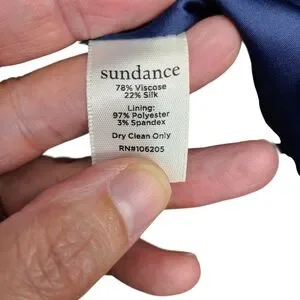 sundance
78% Viscose
22% Silk
Lining:
97% Polyester
3% Spandex
Dry Clean Only
RN#106205